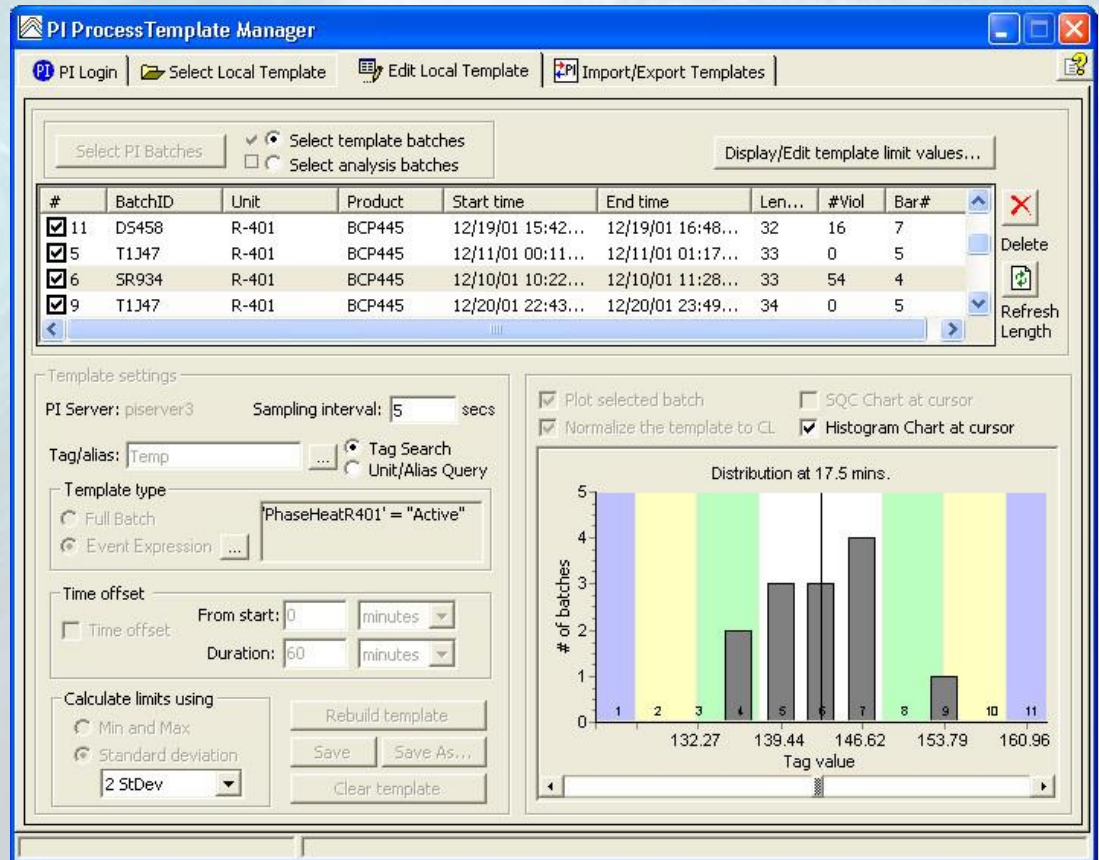 PI ProcessTemplate Manager
PI PI Login
Select Local Template
Edit Local Template
PI Import/Export Templates
Select PI Batches
Select template batches
Select analysis batches
Display/Edit template limit values...
# BatchID Unit Product Start time End time Len... #Viol Bar#
11 DS458 R-401 BCP445 12/19/01 15:42... 12/19/01 16:48... 32 16 7
5 T1J47 R-401 BCP445 12/11/01 00:11... 12/11/01 01:17... 33 0 5
6 SR934 R-401 BCP445 12/10/01 10:22... 12/10/01 11:28... 33 54 4
9 T1J47 R-401 BCP445 12/20/01 22:43... 12/20/01 23:49... 34 0 5
Delete
Refresh
Length
Template settings
PI Server: piserver3
Sampling interval: 5 secs
Tag/alias: Temp ...
Tag Search
Unit/Alias Query
Template type
Full Batch
Event Expression ...
'PhaseHeatR401' = "Active"
Time offset
Time offset
From start: 0 minutes
Duration: 60 minutes
Calculate limits using
Min and Max
Standard deviation
2 StDev
Rebuild template
Save
Save As...
Clear template
Plot selected batch
SQC Chart at cursor
Normalize the template to CL
Histogram Chart at cursor
Distribution at 17.5 mins.
# of batches
5
4
3
2
1
0
1 2 3 4 5 6 7 8 9 10 11
132.27 139.44 146.62 153.79 160.96
Tag value